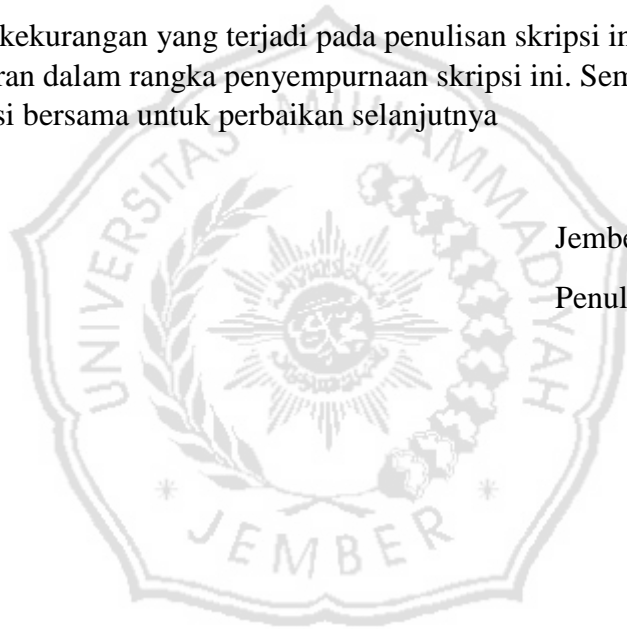 kekurangan yang terjadi pada penulisan skripsi in
ran dalam rangka penyempurnaan skripsi ini. Sem
si bersama untuk perbaikan selanjutnya
Jembe
Penul
UNIVERSITAS MUHAMMADIYAH
JEMBER